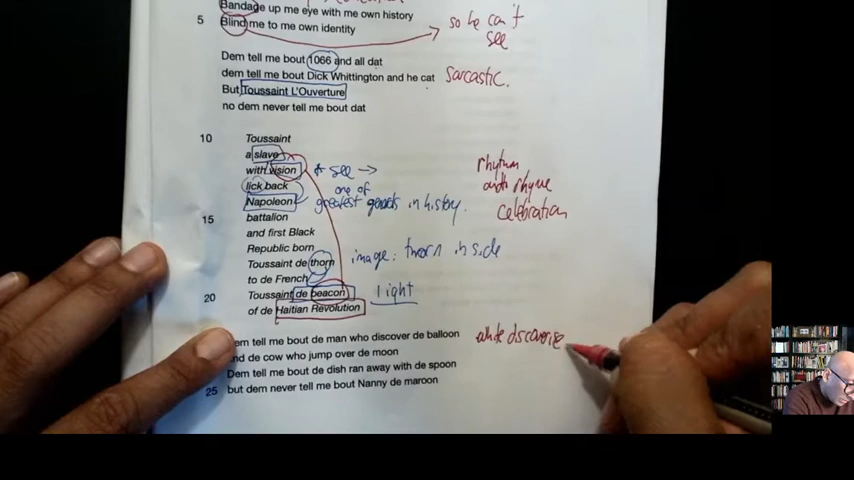 Bandage up me eye with me own history
5 Blind me to me own identity
so he can't
see
Dem tell me bout 1066 and all dat
dem tell me bout Dick Whittington and he cat
But Toussaint L'Ouverture
no dem never tell me bout dat
sarcastic.
10 Toussaint
a slave
with vision
lick back
Napoleon
15 battalion
and first Black
Republic born
Toussaint de thorn
to de French
20 Toussaint de beacon
of de Haitian Revolution
see →
one of
greatest generals in history.
image: thorn in side
light
rhythm
and rhyme
celebration
em tell me bout de man who discover de balloon
nd de cow who jump over de moon
Dem tell me bout de dish ran away with de spoon
25 but dem never tell me bout Nanny de maroon
white